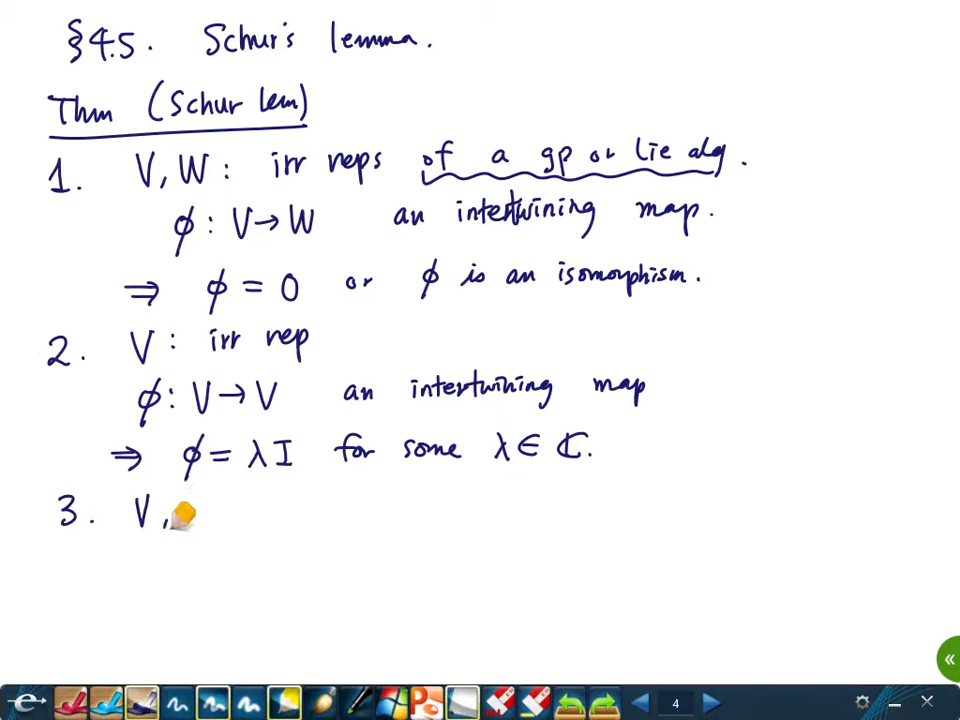 §4.5. Schur's lemma.
Thm (Schur lem)
1. V, W : irr reps of a gp or Lie alg.
φ : V → W an intertwining map.
⇒ φ = 0 or φ is an isomorphism.
2. V : irr rep
φ : V → V an intertwining map
⇒ φ = λI for some λ ∈ ℂ.
3. V,
4